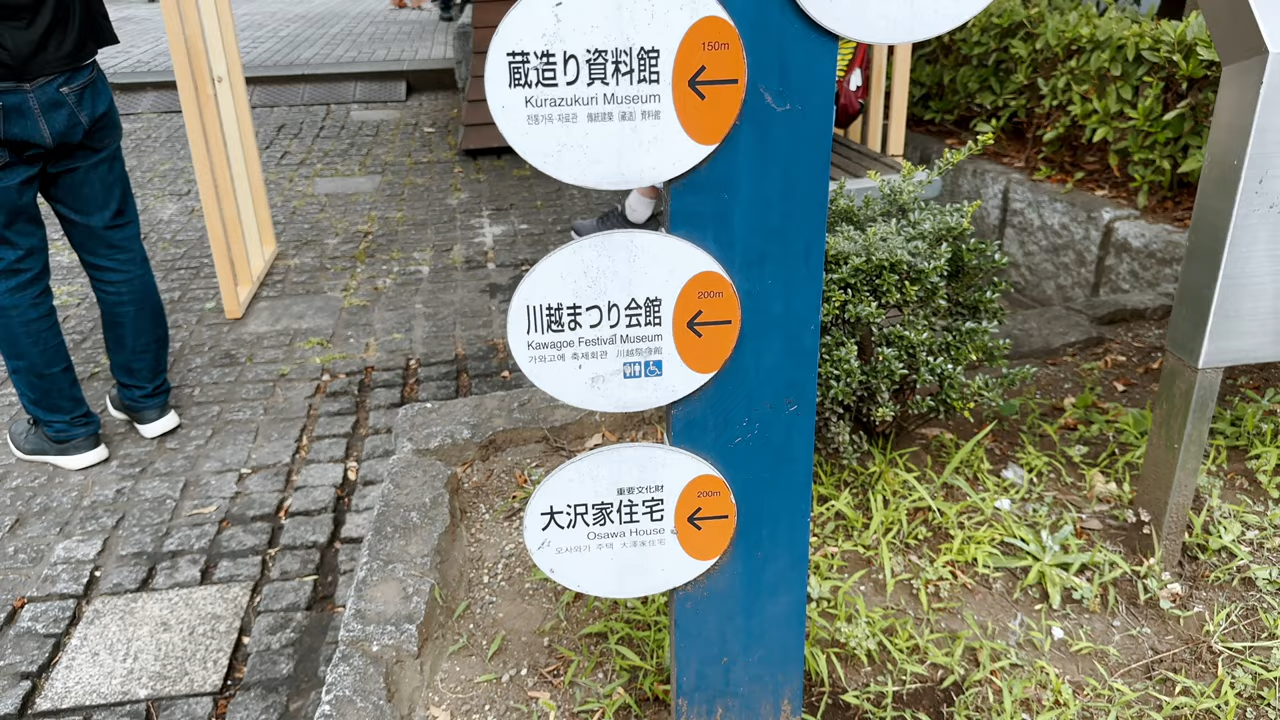 蔵造り資料館
150m
Kurazukuri Museum
전통가옥·자료관 傳統建築(藏造)資料館
川越まつり会館
200m
Kawagoe Festival Museum
가와고에 축제회관 川越祭會館
重要文化財
大沢家住宅
200m
Osawa House
오사와가 주택 大澤家住宅